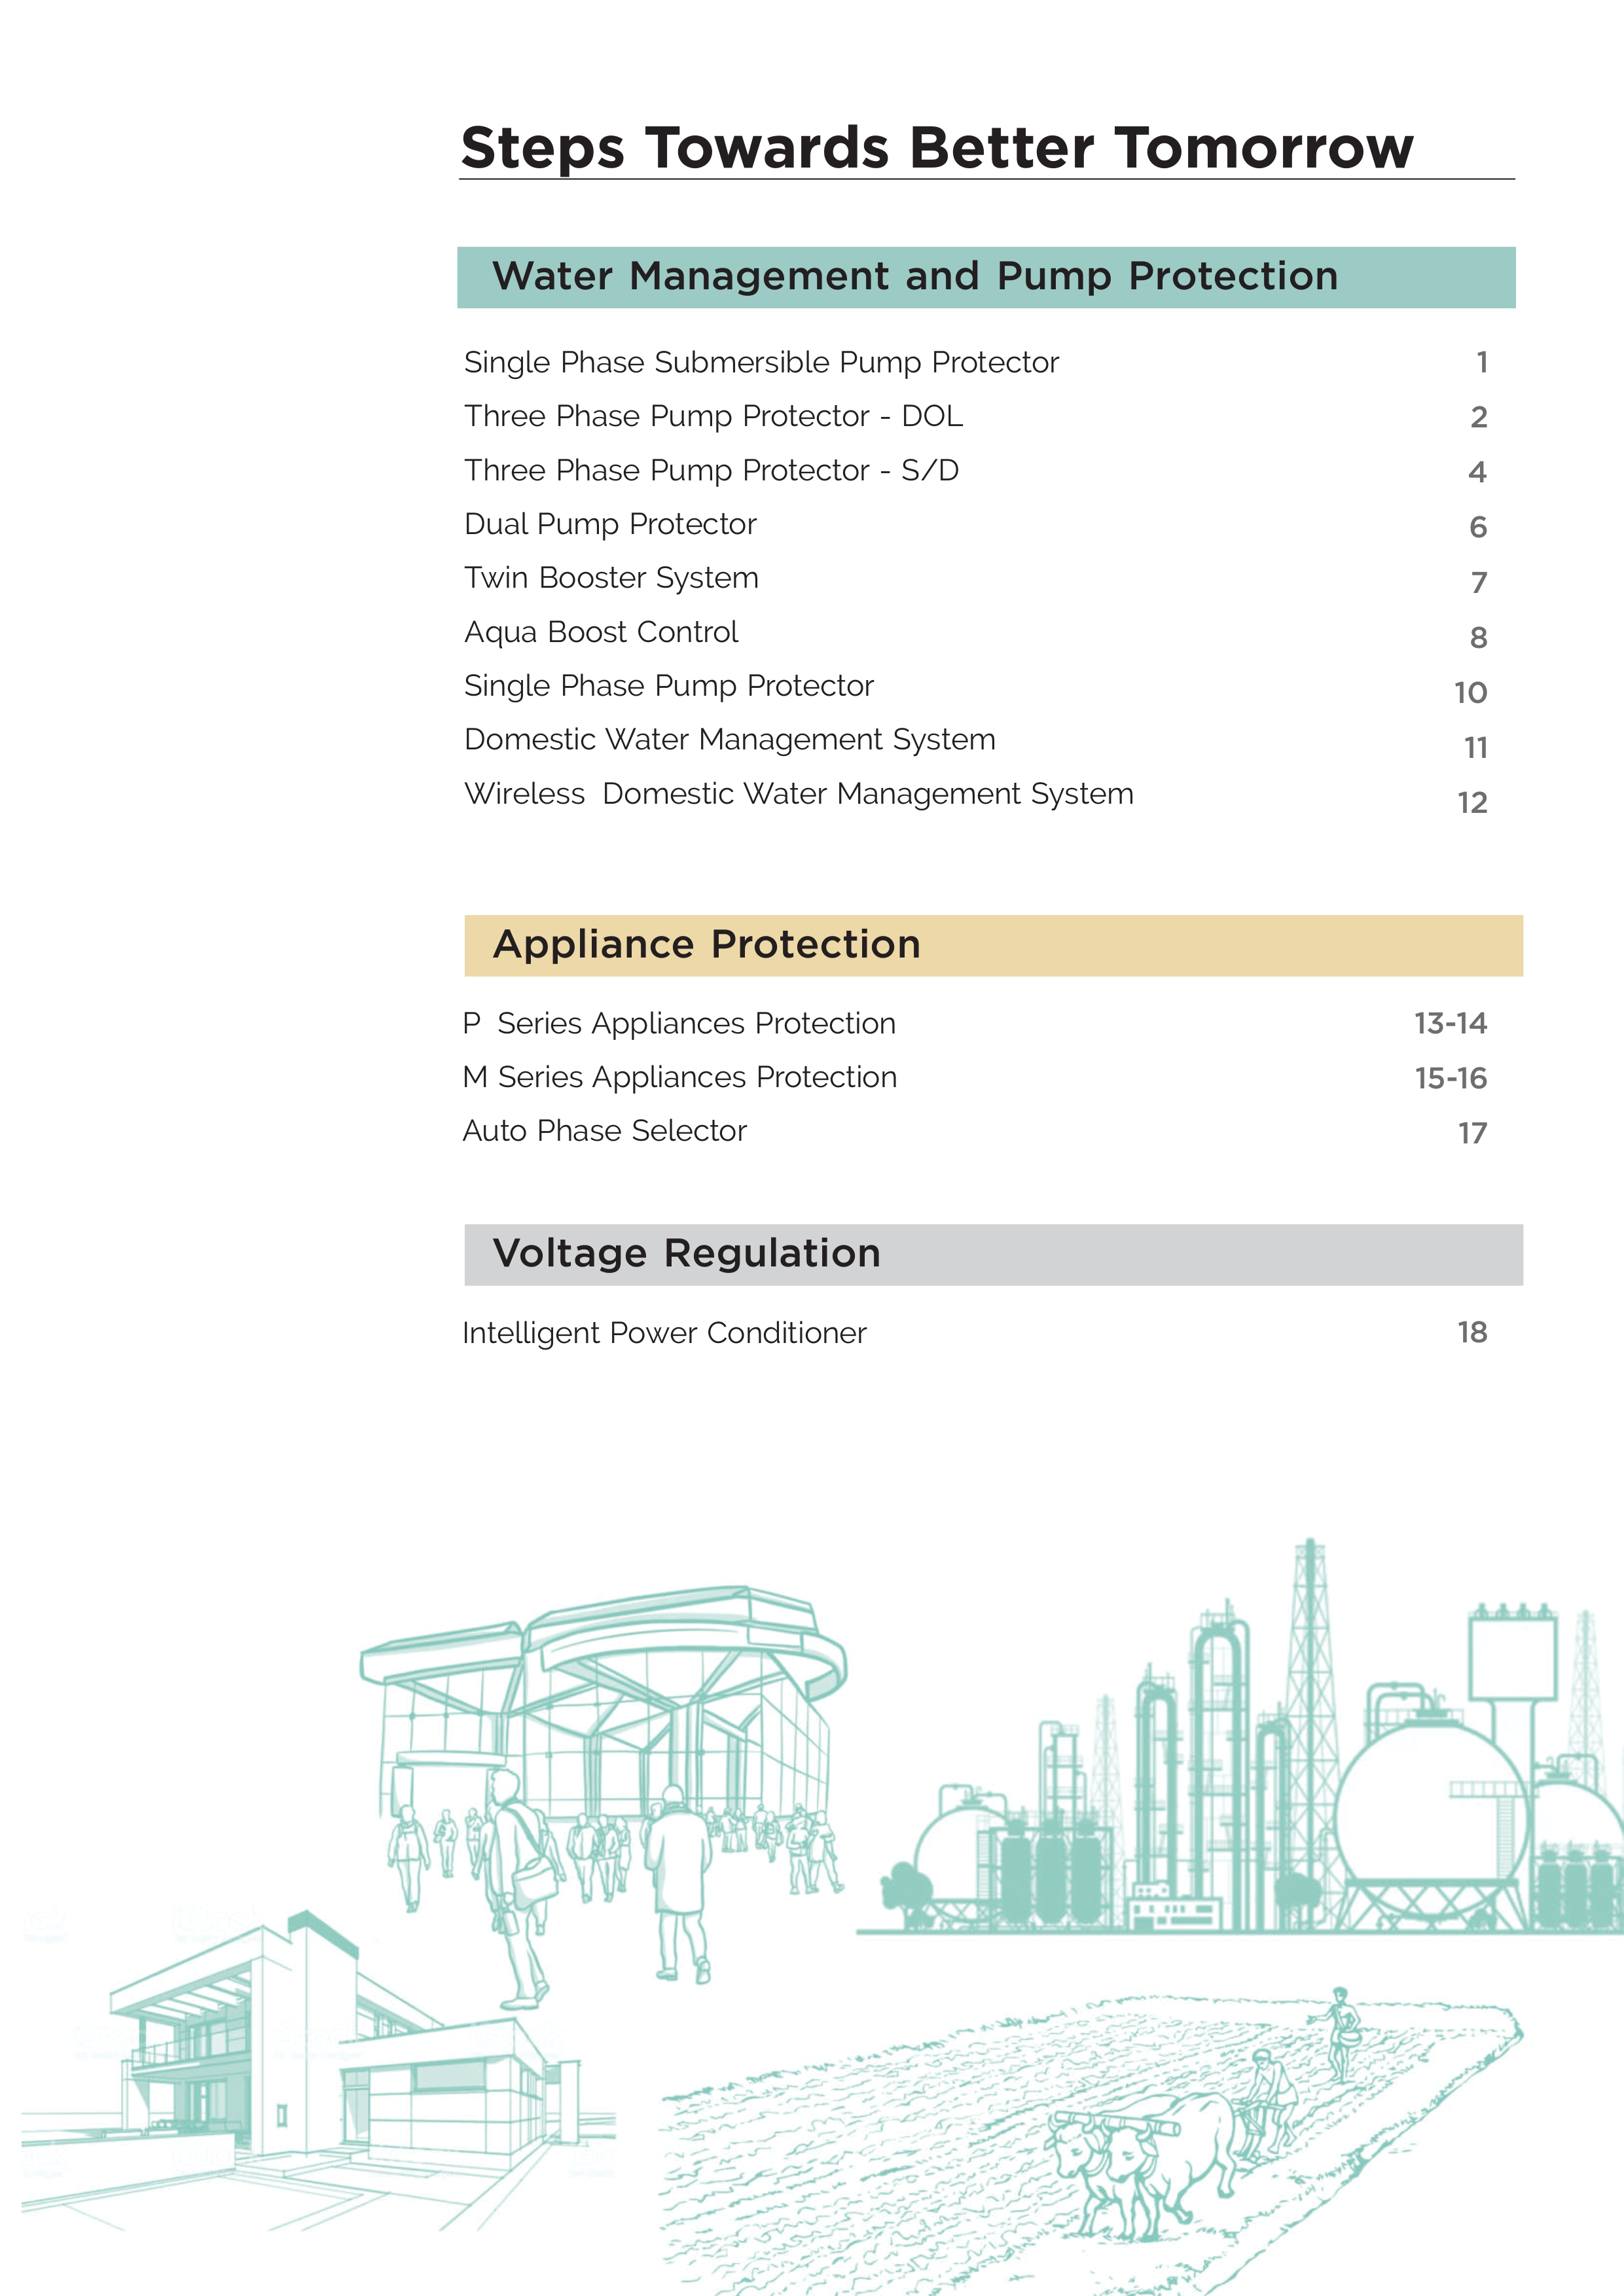 Steps Towards Better Tomorrow
Water Management and Pump Protection
Single Phase Submersible Pump Protector 1
Three Phase Pump Protector - DOL 2
Three Phase Pump Protector - S/D 4
Dual Pump Protector 6
Twin Booster System 7
Aqua Boost Control 8
Single Phase Pump Protector 10
Domestic Water Management System 11
Wireless Domestic Water Management System 12
Appliance Protection
P Series Appliances Protection 13-14
M Series Appliances Protection 15-16
Auto Phase Selector 17
Voltage Regulation
Intelligent Power Conditioner 18